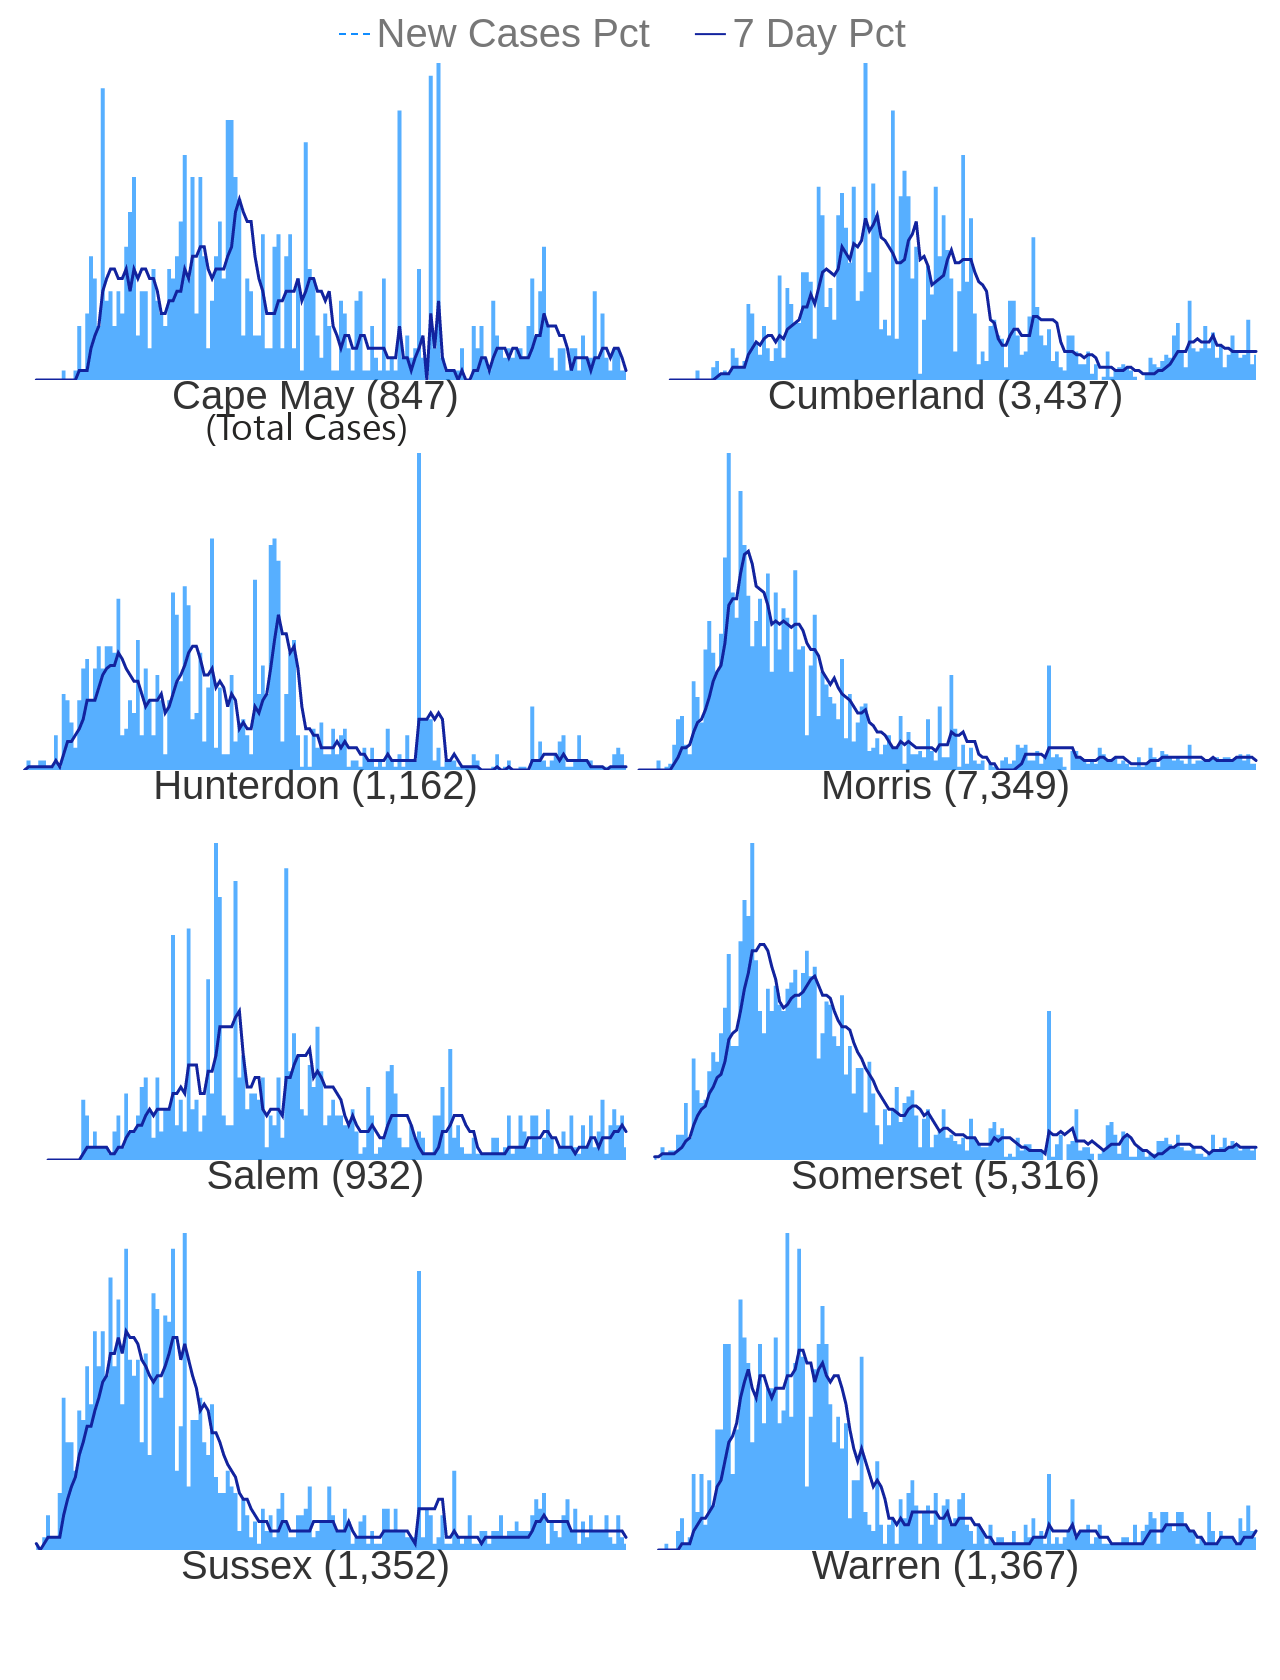 New Cases Pct 7 Day Pct
Cape May (847) Cumberland (3,437)
(Total Cases)
Hunterdon (1,162) Morris (7,349)
Salem (932) Somerset (5,316)
Sussex (1,352) Warren (1,367)